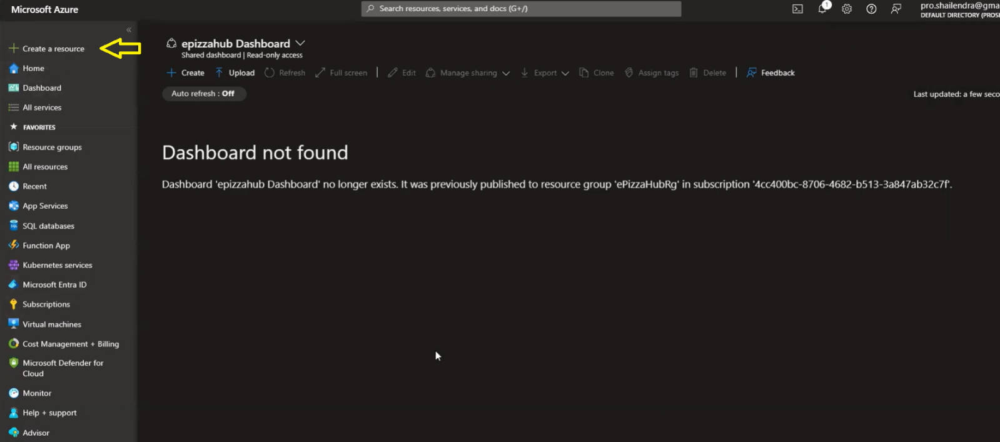 Microsoft Azure
Search resources, services, and docs (G+/)
1
pro.shailendra@gma
DEFAULT DIRECTORY (PROSH
«
Create a resource
Home
Dashboard
All services
FAVORITES
Resource groups
All resources
Recent
App Services
SQL databases
Function App
Kubernetes services
Microsoft Entra ID
Subscriptions
Virtual machines
Cost Management + Billing
Microsoft Defender for
Cloud
Monitor
Help + support
Advisor
epizzahub Dashboard
Shared dashboard | Read-only access
Create Upload Refresh Full screen | Edit Manage sharing Export Clone Assign tags Delete | Feedback
Auto refresh : Off
Last updated: a few seco
Dashboard not found
Dashboard 'epizzahub Dashboard' no longer exists. It was previously published to resource group 'ePizzaHubRg' in subscription '4cc400bc-8706-4682-b513-3a847ab32c7f'.